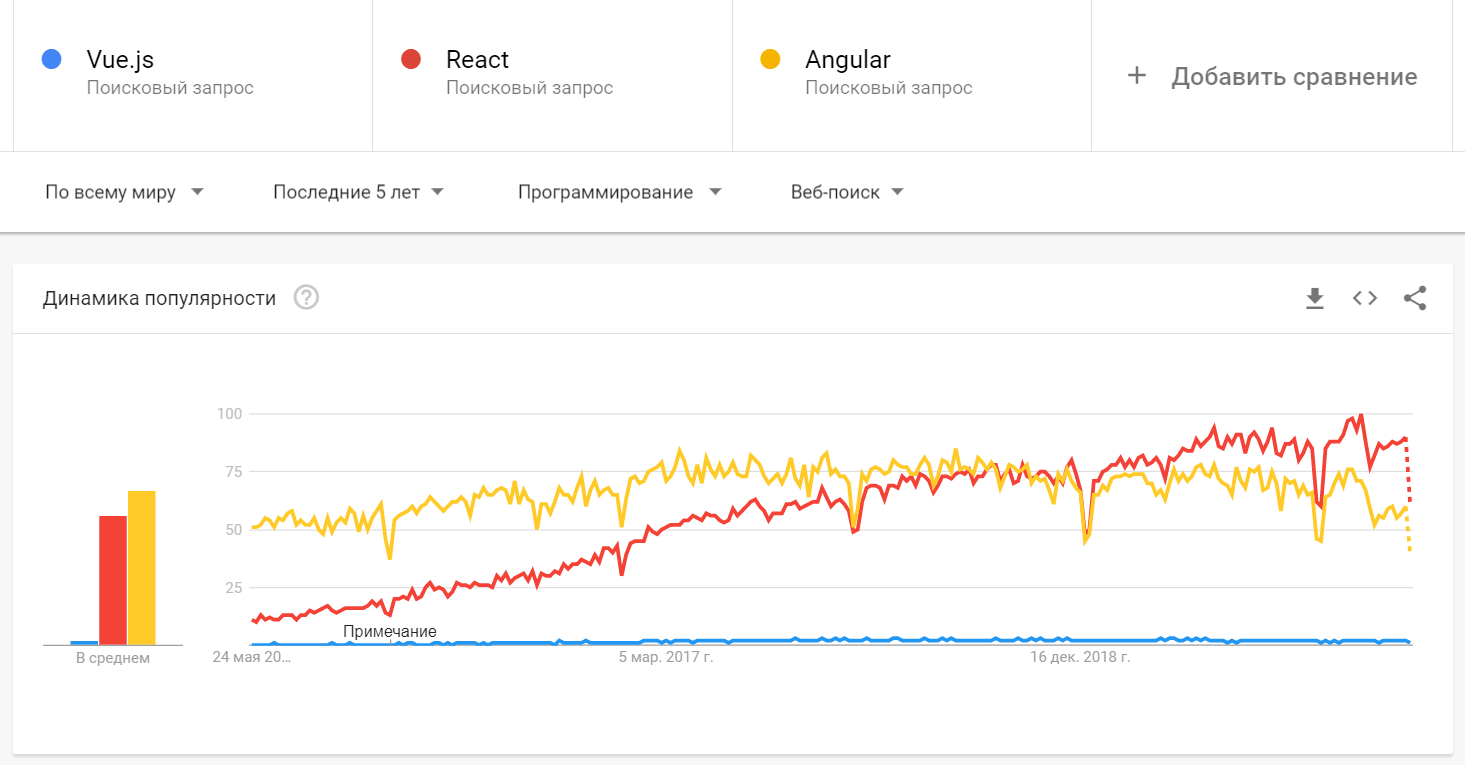 Vue.js
Поисковый запрос
React
Поисковый запрос
Angular
Поисковый запрос
+ Добавить сравнение
По всему миру
Последние 5 лет
Программирование
Веб-поиск
Динамика популярности
?
100
75
50
25
Примечание
В среднем
24 мая 20...
5 мар. 2017 г.
16 дек. 2018 г.